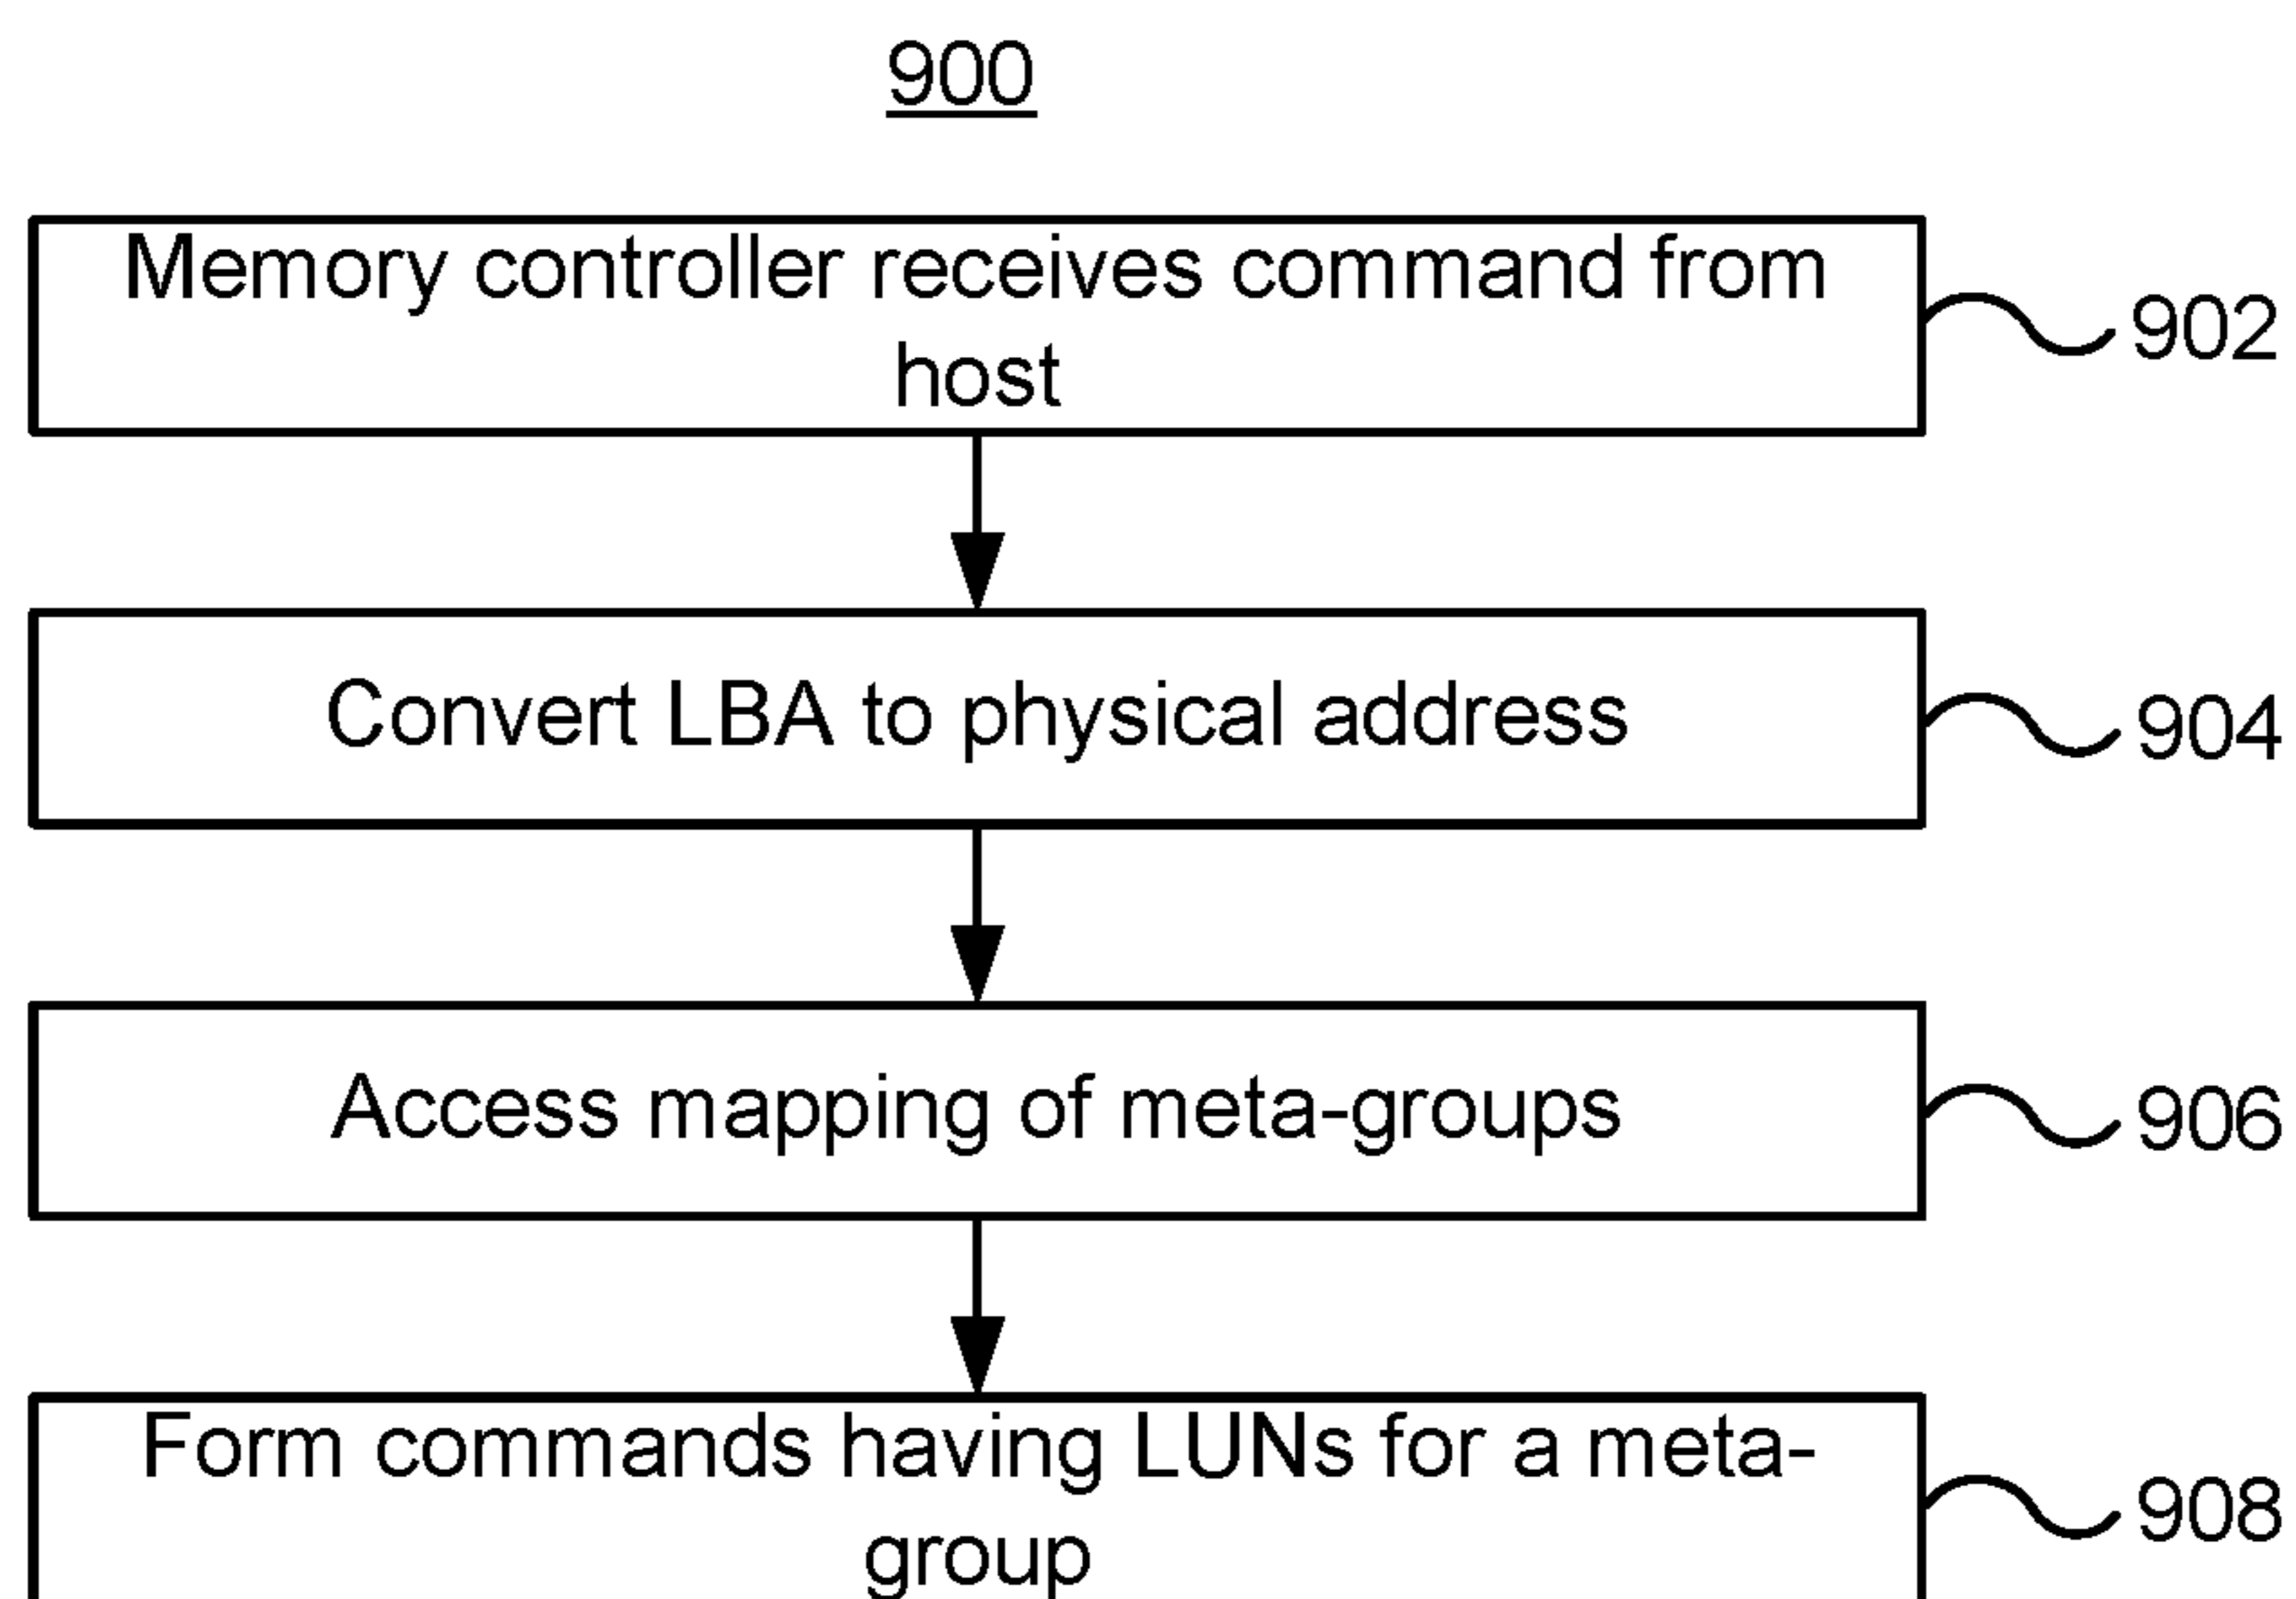 900
Memory controller receives command from
host
902
Convert LBA to physical address
904
Access mapping of meta-groups
906
Form commands having LUNs for a meta-
group
908